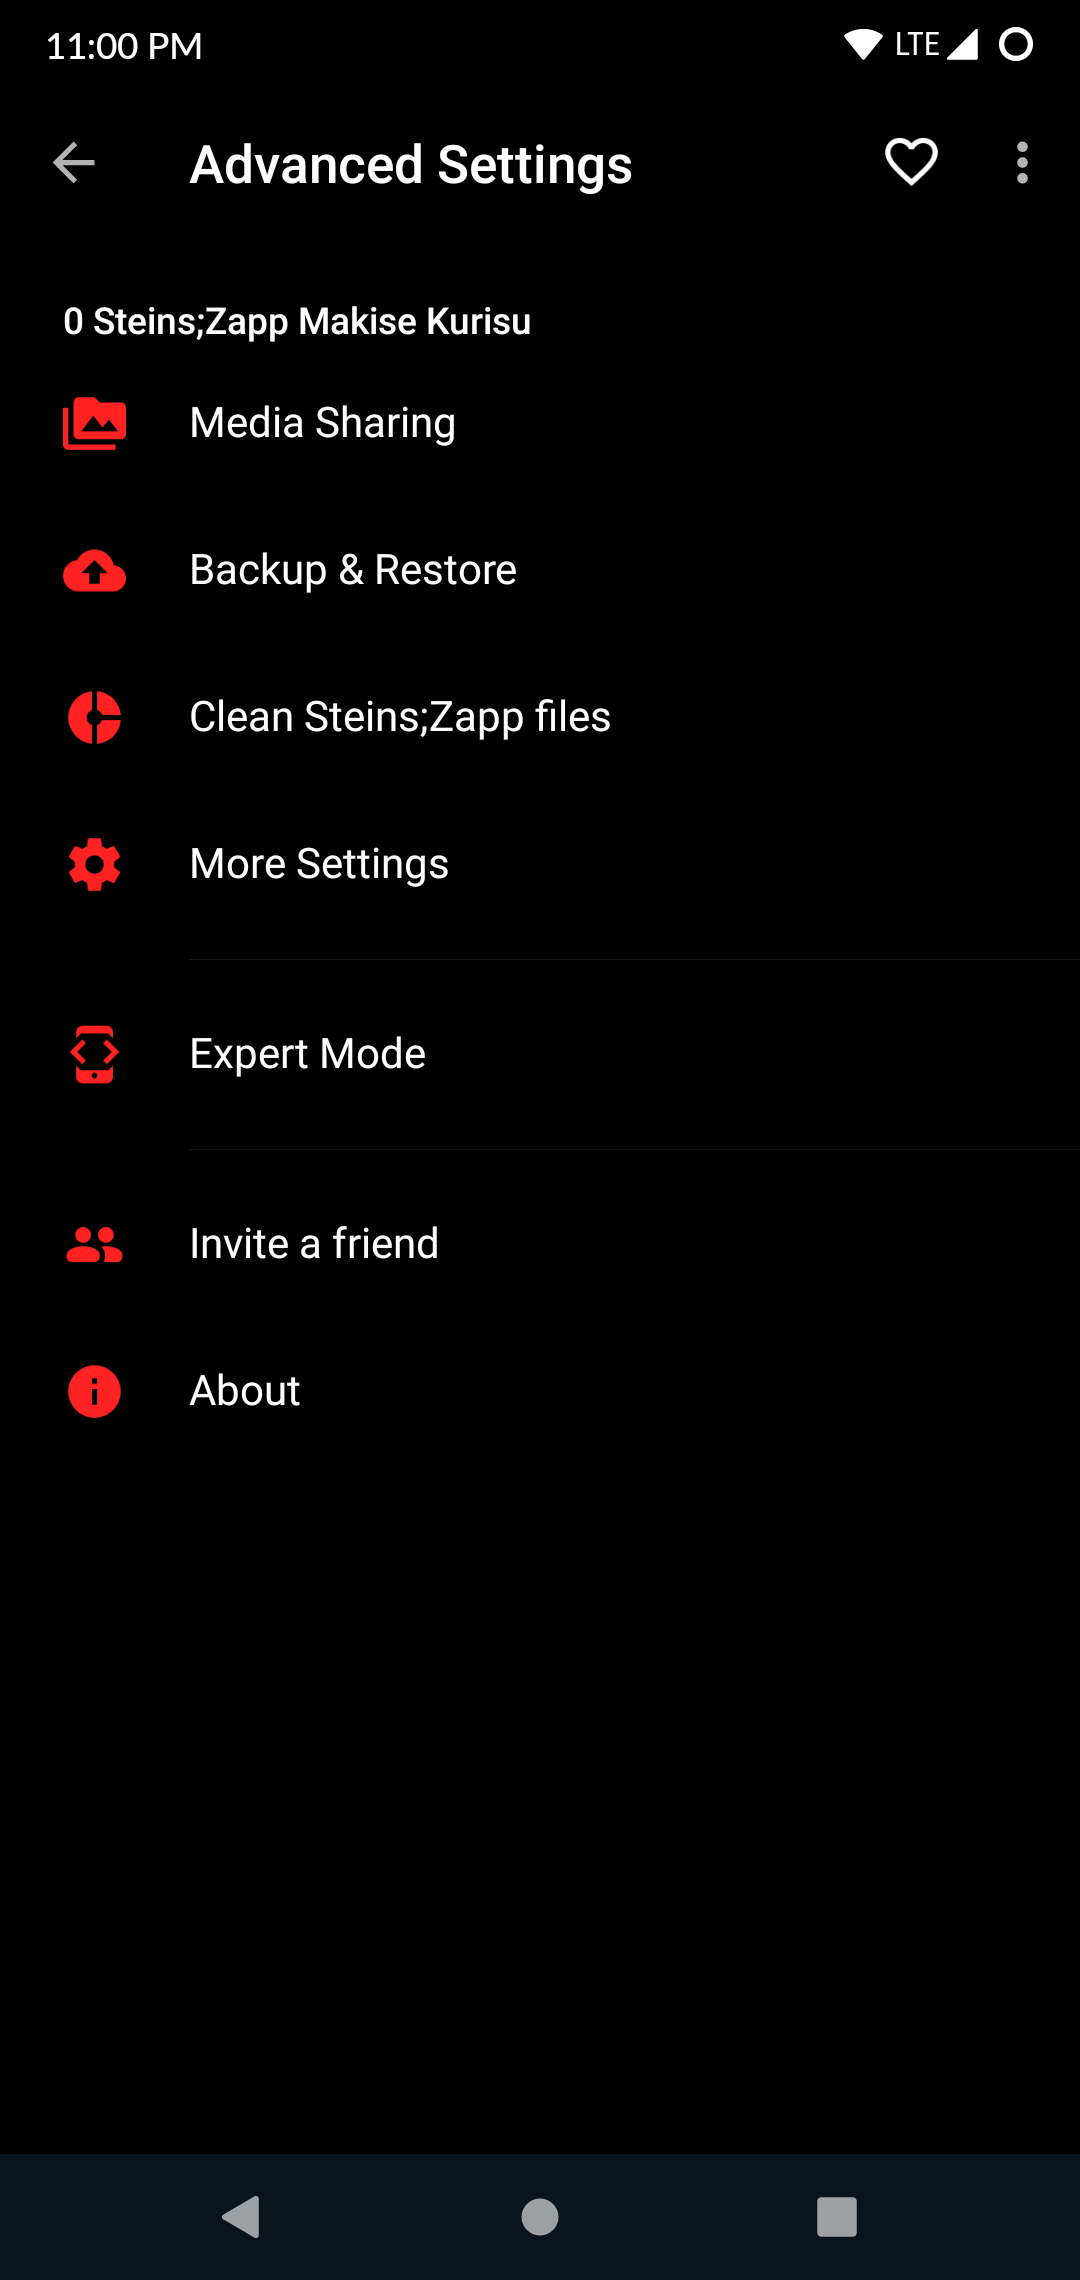 11:00 PM LTE
Advanced Settings
0 Steins;Zapp Makise Kurisu
Media Sharing
Backup & Restore
Clean Steins;Zapp files
More Settings
Expert Mode
Invite a friend
About